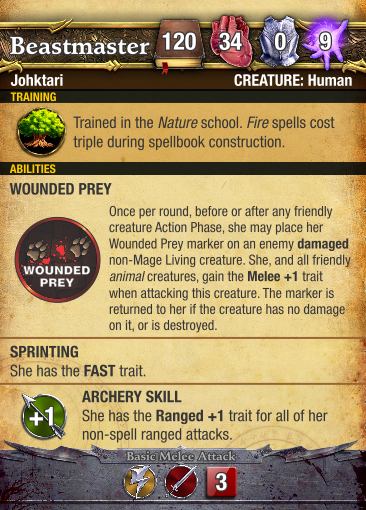 Beastmaster 120 34 0 9
Johktari CREATURE: Human
TRAINING
Trained in the Nature school. Fire spells cost
triple during spellbook construction.
ABILITIES
WOUNDED PREY
Once per round, before or after any friendly
creature Action Phase, she may place her
Wounded Prey marker on an enemy damaged
non-Mage Living creature. She, and all friendly
animal creatures, gain the Melee +1 trait
when attacking this creature. The marker is
returned to her if the creature has no damage
on it, or is destroyed.
WOUNDED
PREY
SPRINTING
She has the FAST trait.
ARCHERY SKILL
+1
She has the Ranged +1 trait for all of her
non-spell ranged attacks.
Basic Melee Attack
3